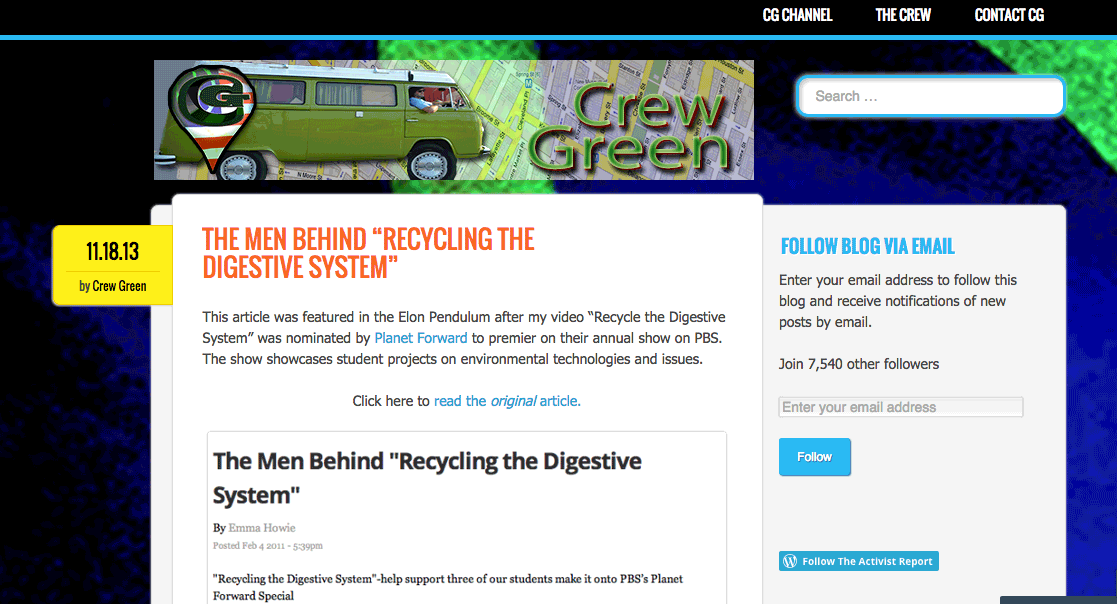 CG CHANNEL THE CREW CONTACT CG
Crew
Green
Search ...
11.18.13
by Crew Green
THE MEN BEHIND “RECYCLING THE
DIGESTIVE SYSTEM”
This article was featured in the Elon Pendulum after my video “Recycle the Digestive
System” was nominated by Planet Forward to premier on their annual show on PBS.
The show showcases student projects on environmental technologies and issues.
Click here to read the original article.
The Men Behind "Recycling the Digestive
System"
By Emma Howie
Posted Feb 4 2011 - 5:39pm
"Recycling the Digestive System"-help support three of our students make it onto PBS's Planet
Forward Special
FOLLOW BLOG VIA EMAIL
Enter your email address to follow this
blog and receive notifications of new
posts by email.
Join 7,540 other followers
Enter your email address
Follow
Follow The Activist Report